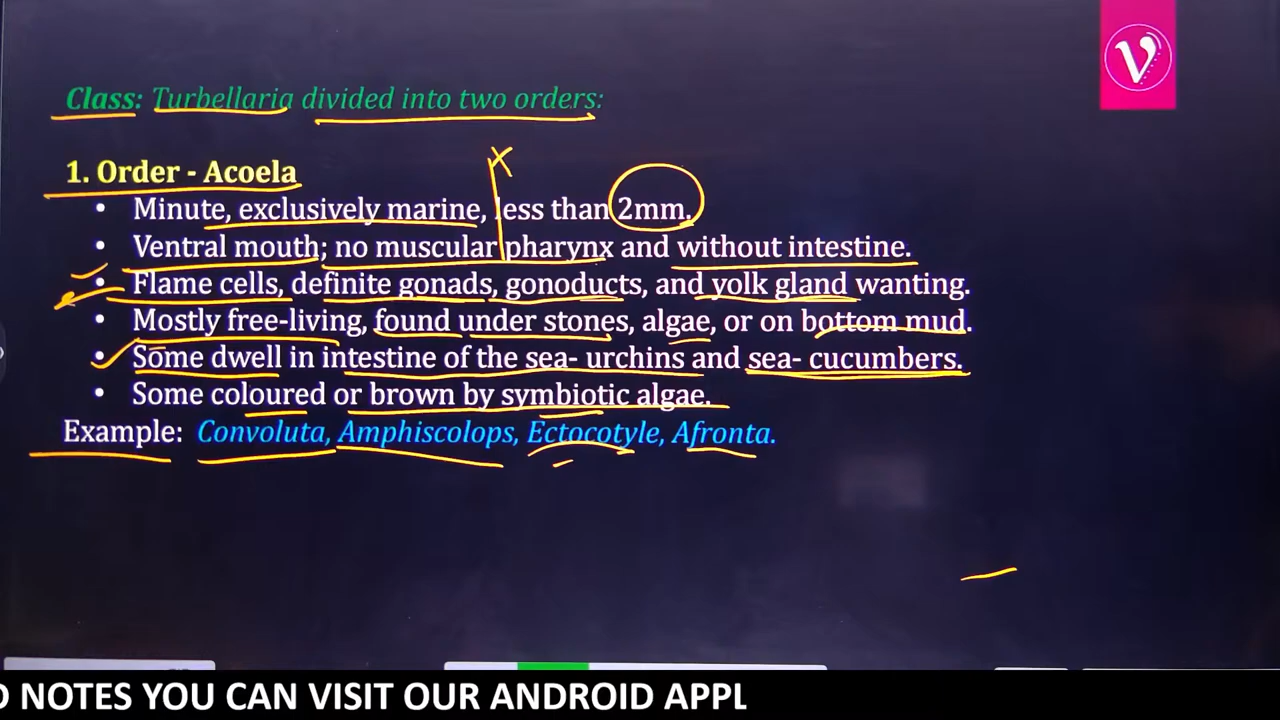 Class: Turbellaria divided into two orders:
1. Order - Acoela
• Minute, exclusively marine, less than 2mm.
• Ventral mouth; no muscular pharynx and without intestine.
• Flame cells, definite gonads, gonoducts, and yolk gland wanting.
• Mostly free-living, found under stones, algae, or on bottom mud.
• Some dwell in intestine of the sea- urchins and sea- cucumbers.
• Some coloured or brown by symbiotic algae.
Example: Convoluta, Amphiscolops, Ectocotyle, Afronta.
NOTES YOU CAN VISIT OUR ANDROID APPL